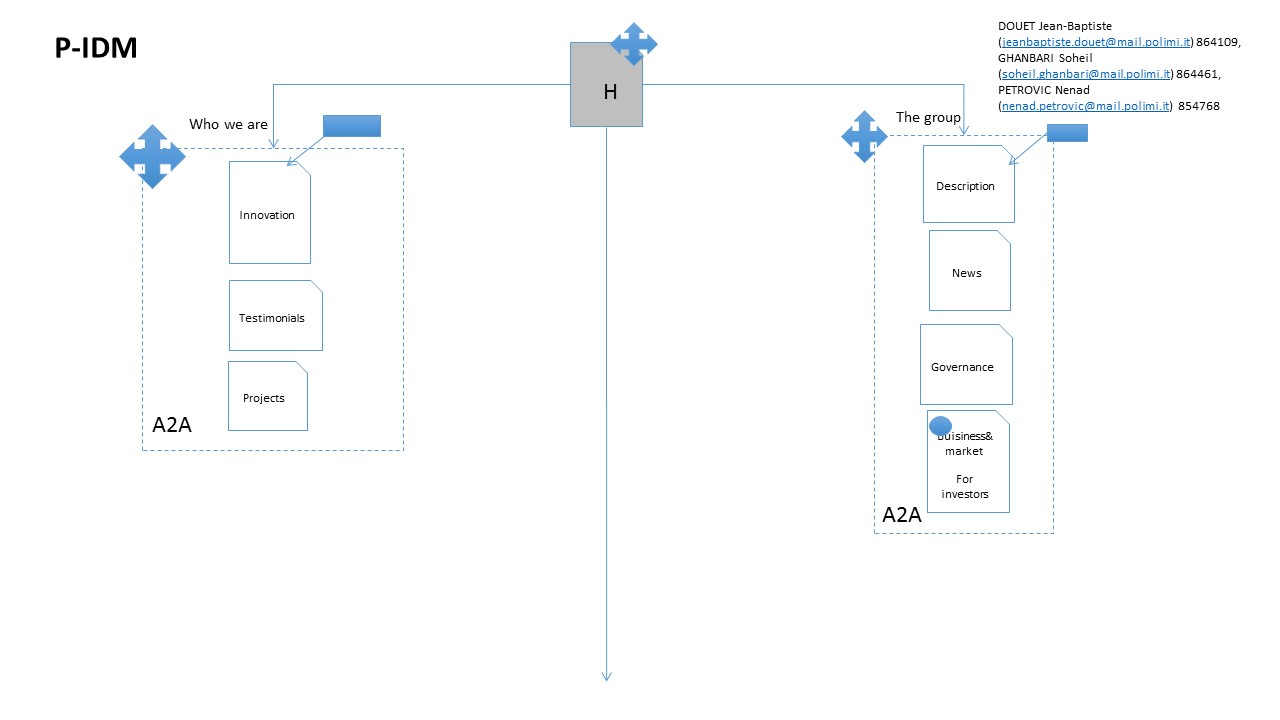 P-IDM
DOUET Jean-Baptiste
(jeanbaptiste.douet@mail.polimi.it) 864109,
GHANBARI Soheil
(soheil.ghanbari@mail.polimi.it) 864461,
PETROVIC Nenad
(nenad.petrovic@mail.polimi.it) 854768
H
Who we are
Innovation
Testimonials
Projects
A2A
The group
Description
News
Governance
Buisiness&
market
For
investors
A2A